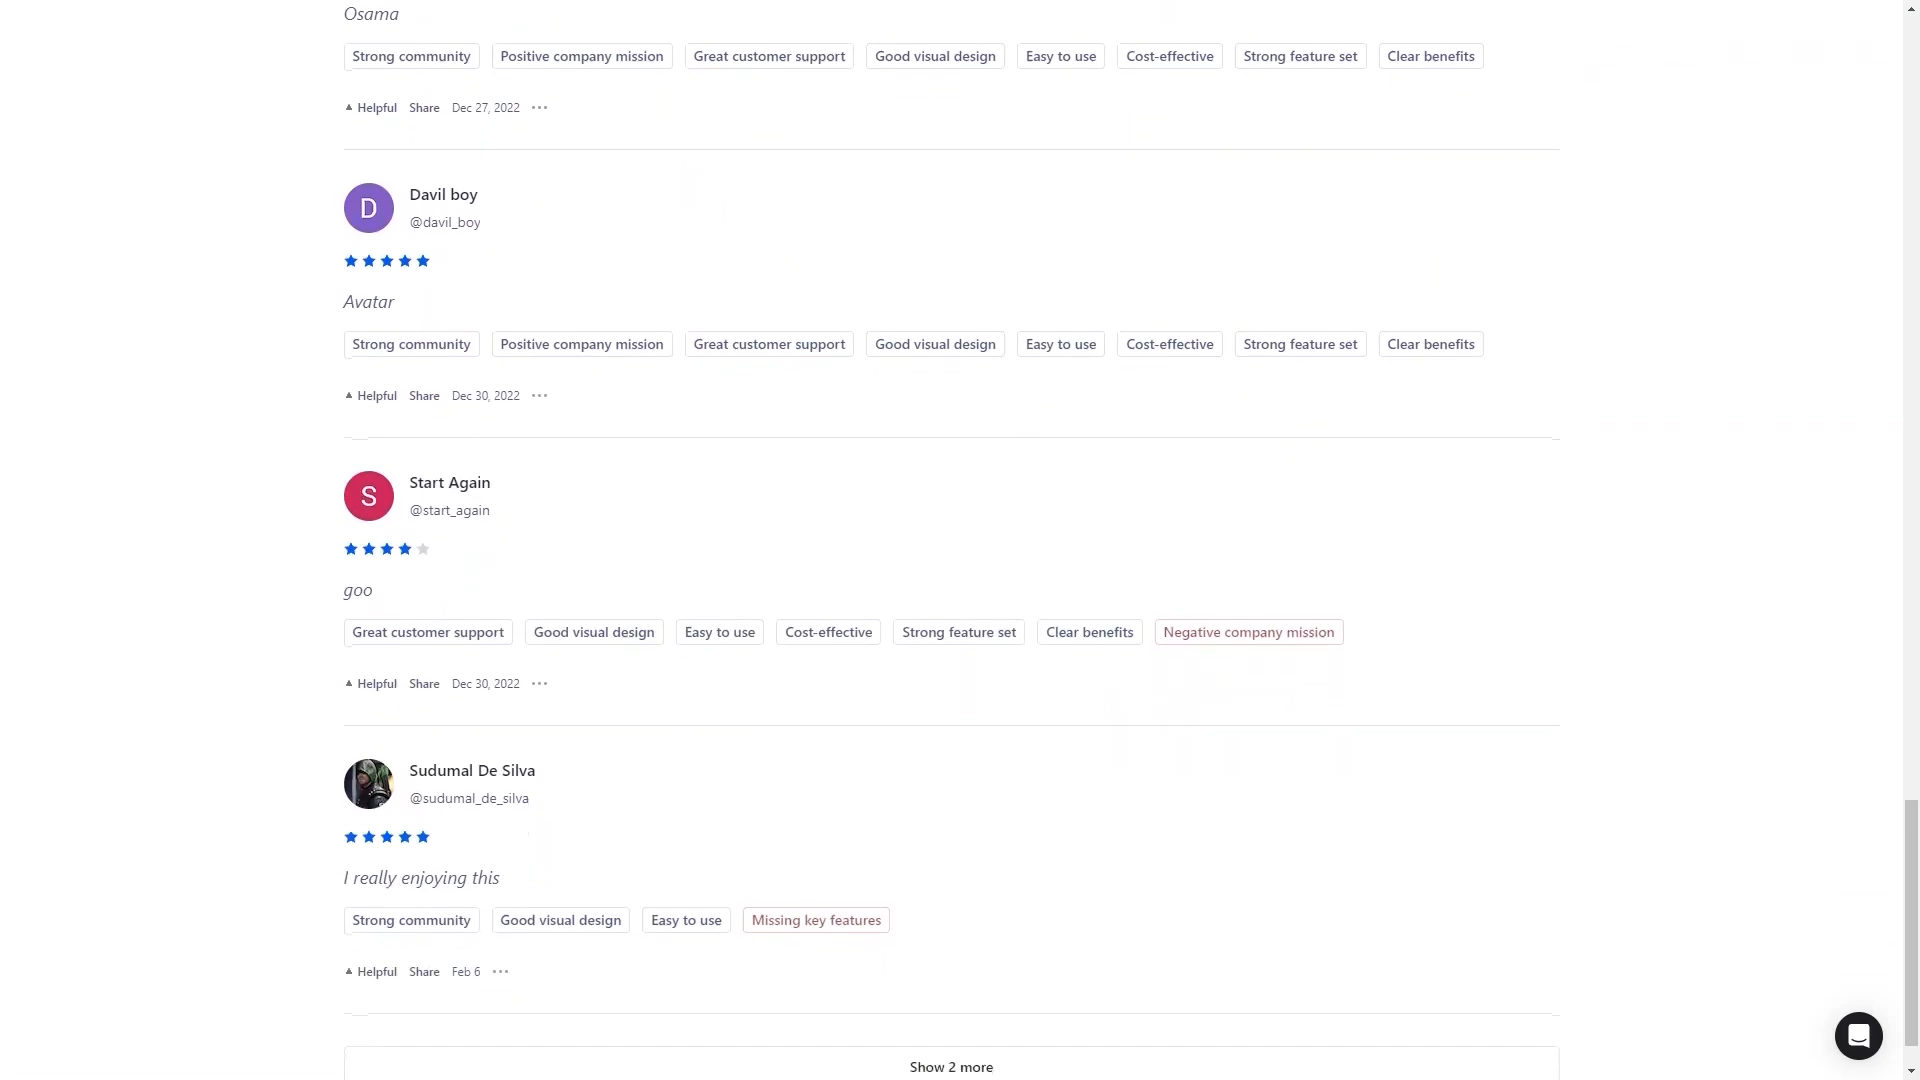 Osama
Strong community Positive company mission Great customer support Good visual design Easy to use Cost-effective Strong feature set Clear benefits
Helpful Share Dec 27, 2022 •••
D
Davil boy
@davil_boy
Avatar
Strong community Positive company mission Great customer support Good visual design Easy to use Cost-effective Strong feature set Clear benefits
Helpful Share Dec 30, 2022 •••
S
Start Again
@start_again
goo
Great customer support Good visual design Easy to use Cost-effective Strong feature set Clear benefits Negative company mission
Helpful Share Dec 30, 2022 •••
Sudumal De Silva
@sudumal_de_silva
I really enjoying this
Strong community Good visual design Easy to use Missing key features
Helpful Share Feb 6 •••
Show 2 more